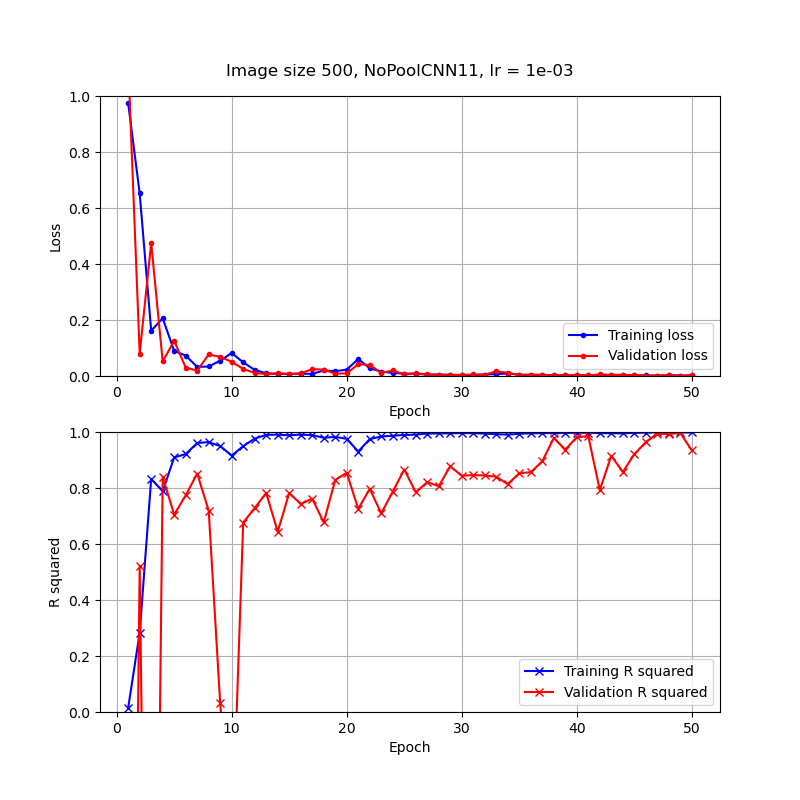 Image size 500, NoPoolCNN11, lr = 1e-03
1.0
0.8
0.6
0.4
0.2
0.0
Loss
0
10
20
30
40
50
Epoch
Training loss
Validation loss
1.0
0.8
0.6
0.4
0.2
0.0
R squared
0
10
20
30
40
50
Epoch
Training R squared
Validation R squared